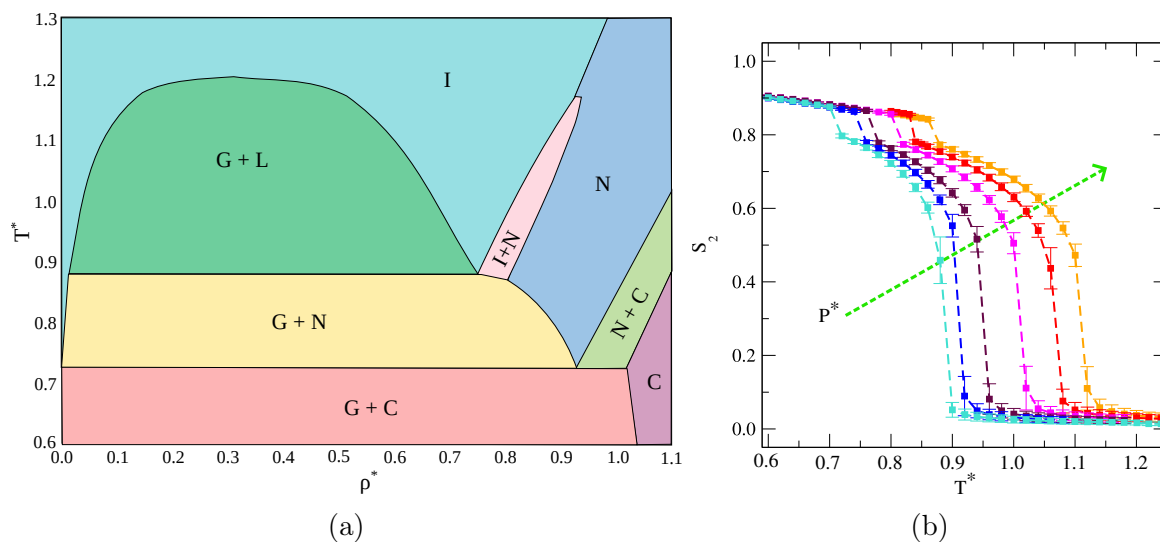 1.3
1.2
1.1
1.0
0.9
0.8
0.7
0.6
T*
I
G + L
N
I+N
G + N
N + C
C
G + C
0.0 0.1 0.2 0.3 0.4 0.5 0.6 0.7 0.8 0.9 1.0 1.1
ρ*
(a)
1.0
0.8
0.6
0.4
0.2
0.0
S2
P*
0.6 0.7 0.8 0.9 1.0 1.1 1.2
T*
(b)